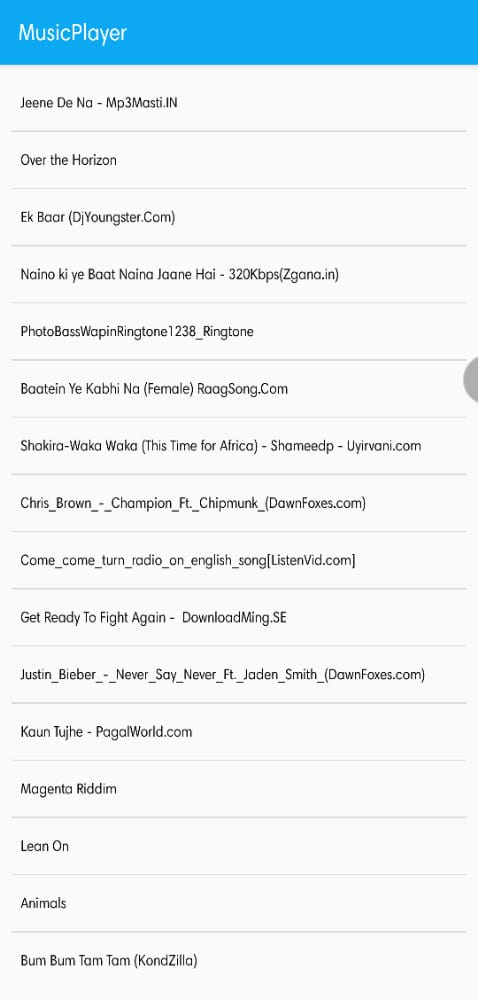 MusicPlayer
Jeene De Na - Mp3Masti.IN
Over the Horizon
Ek Baar (DjYoungster.Com)
Naino ki ye Baat Naina Jaane Hai - 320Kbps(Zgana.in)
PhotoBassWapinRingtone1238_Ringtone
Baatein Ye Kabhi Na (Female) RaagSong.Com
Shakira-Waka Waka (This Time for Africa) - Shameedp - Uyirvani.com
Chris_Brown_-_Champion_Ft._Chipmunk_(DawnFoxes.com)
Come_come_turn_radio_on_english_song[ListenVid.com]
Get Ready To Fight Again -  DownloadMing.SE
Justin_Bieber_-_Never_Say_Never_Ft._Jaden_Smith_(DawnFoxes.com)
Kaun Tujhe - PagalWorld.com
Magenta Riddim
Lean On
Animals
Bum Bum Tam Tam (KondZilla)